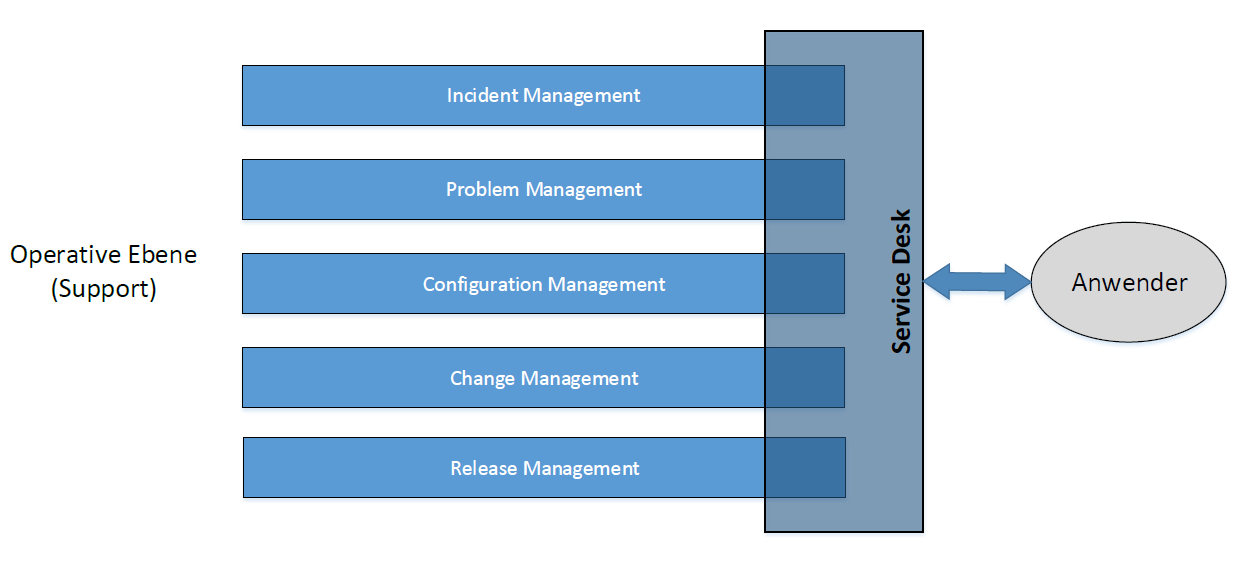 Incident Management
Problem Management
Operative Ebene
(Support)
Configuration Management
Change Management
Release Management
Service Desk
Anwender